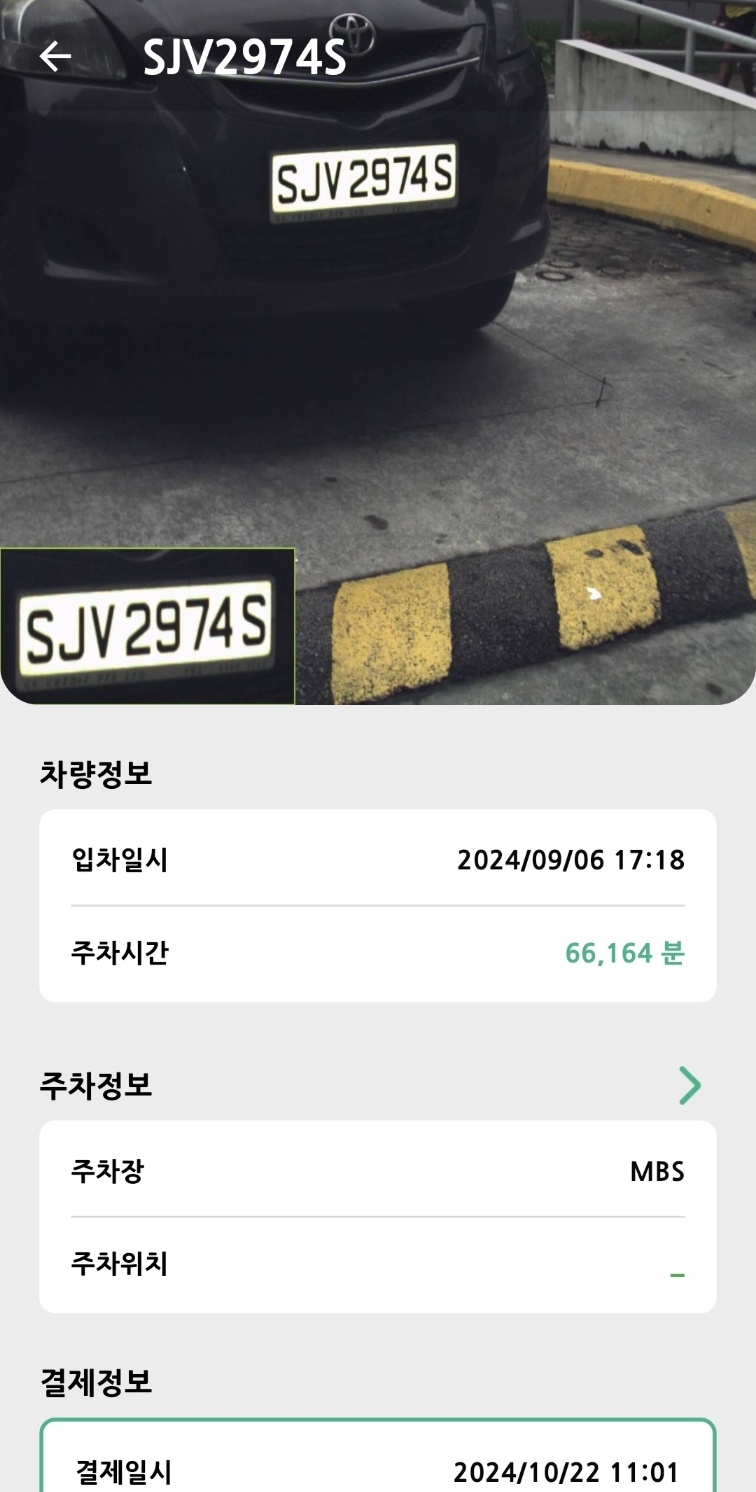 SJV2974S
SJV2974S
SJV2974S
차량정보
입차일시 2024/09/06 17:18
주차시간 66,164 분
주차정보
주차장 MBS
주차위치 _
결제정보
결제일시 2024/10/22 11:01